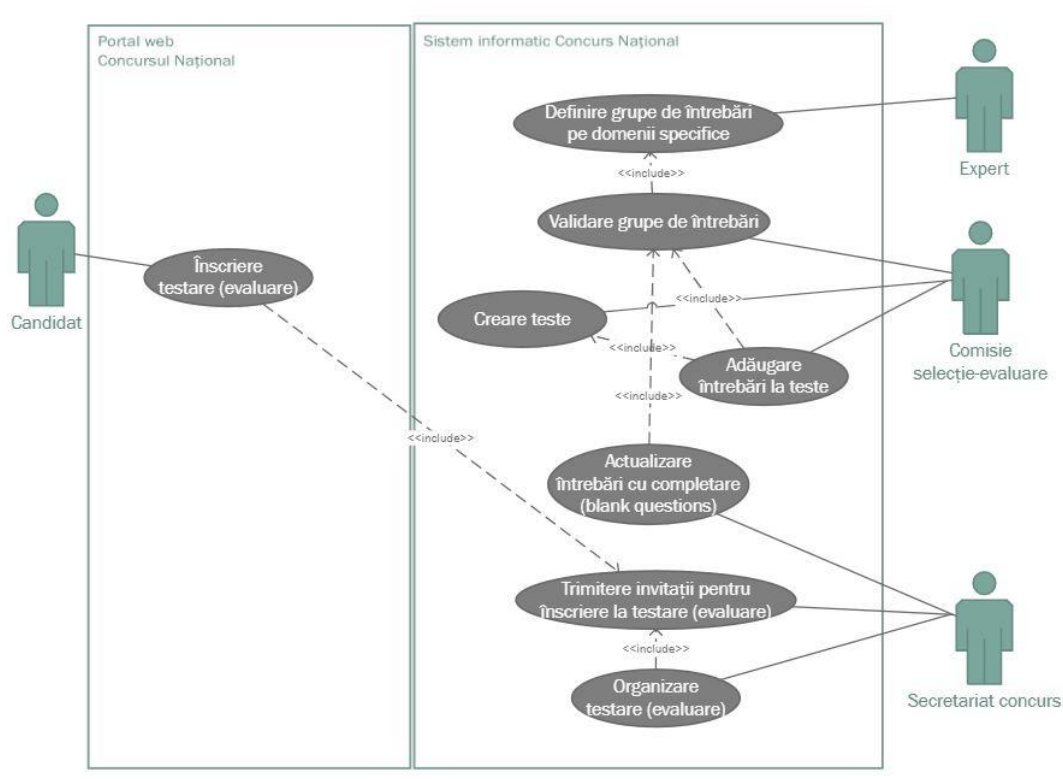 Portal web
Concursul Național
Sistem informatic Concurs Național
Definire grupe de întrebări
pe domenii specifice
Expert
<<include>>
Validare grupe de întrebări
Înscriere
testare (evaluare)
Candidat
<<include>>
Creare teste
<<include>>
Comisie
selecție-evaluare
Adăugare
întrebări la teste
<<include>>
<<include>>
Actualizare
întrebări cu completare
(blank questions)
Trimitere invitații pentru
înscriere la testare (evaluare)
<<include>>
Organizare
testare (evaluare)
Secretariat concurs